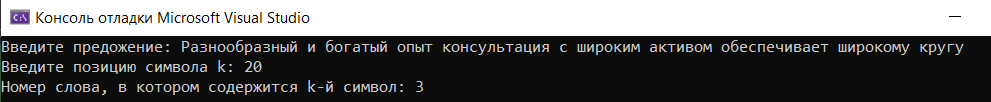 Консоль отладки Microsoft Visual Studio
Введите предожение: Разнообразный и богатый опыт консультация с широким активом обеспечивает широкому кругу
Введите позицию символа k: 20
Номер слова, в котором содержится k-й символ: 3